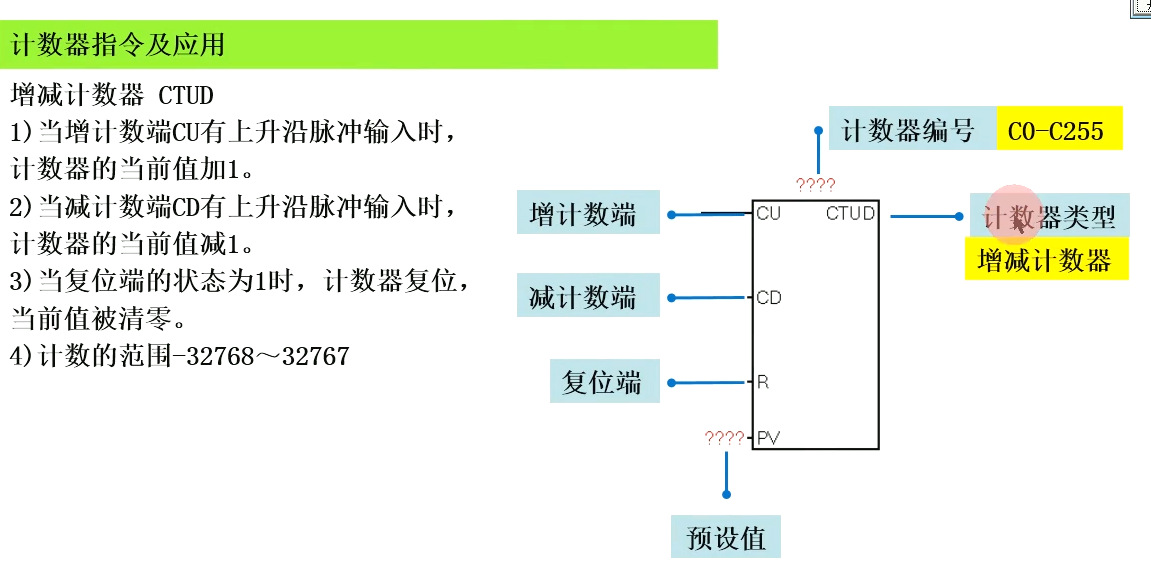 计数器指令及应用
增减计数器 CTUD
1)当增计数端CU有上升沿脉冲输入时，
计数器的当前值加1。
2)当减计数端CD有上升沿脉冲输入时，
计数器的当前值减1。
3)当复位端的状态为1时，计数器复位，
当前值被清零。
4)计数的范围-32768～32767
计数器编号 C0-C255
????
增计数端
CU CTUD
计数器类型
增减计数器
减计数端
CD
复位端
R
???? PV
预设值